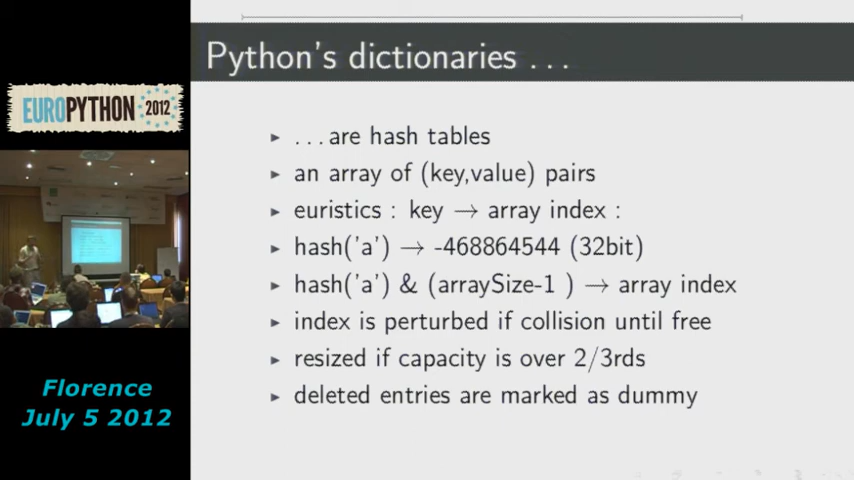 Python's dictionaries . . .
EUROPYTHON 2012
▸ . . . are hash tables
▸ an array of (key,value) pairs
▸ euristics : key → array index :
▸ hash('a') → -468864544 (32bit)
▸ hash('a') & (arraySize-1 ) → array index
▸ index is perturbed if collision until free
▸ resized if capacity is over 2/3rds
▸ deleted entries are marked as dummy
Florence
July 5 2012